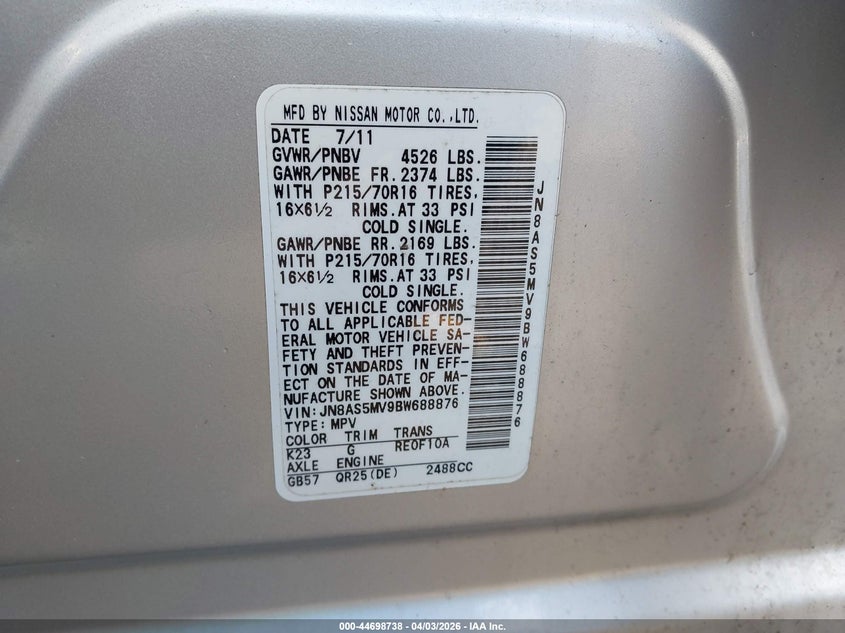 MFD BY NISSAN MOTOR CO.,LTD.
DATE 7/11
GVWR/PNBV 4526 LBS.
GAWR/PNBE FR. 2374 LBS.
WITH P215/70R16 TIRES,
16×6½ RIMS. AT 33 PSI
COLD SINGLE.
GAWR/PNBE RR. 2169 LBS.
WITH P215/70R16 TIRES,
16×6½ RIMS. AT 33 PSI
COLD SINGLE.
THIS VEHICLE CONFORMS
TO ALL APPLICABLE FED-
ERAL MOTOR VEHICLE SA-
FETY AND THEFT PREVEN-
TION STANDARDS IN EFF-
ECT ON THE DATE OF MA-
NUFACTURE SHOWN ABOVE.
VIN: JN8AS5MV9BW688876
TYPE: MPV
COLOR TRIM TRANS
K23 G RE0F10A
AXLE ENGINE
GB57 QR25(DE) 2488CC
JN8AS5MV9BW688876
000-44698738 - 04/03/2026 - IAA Inc.